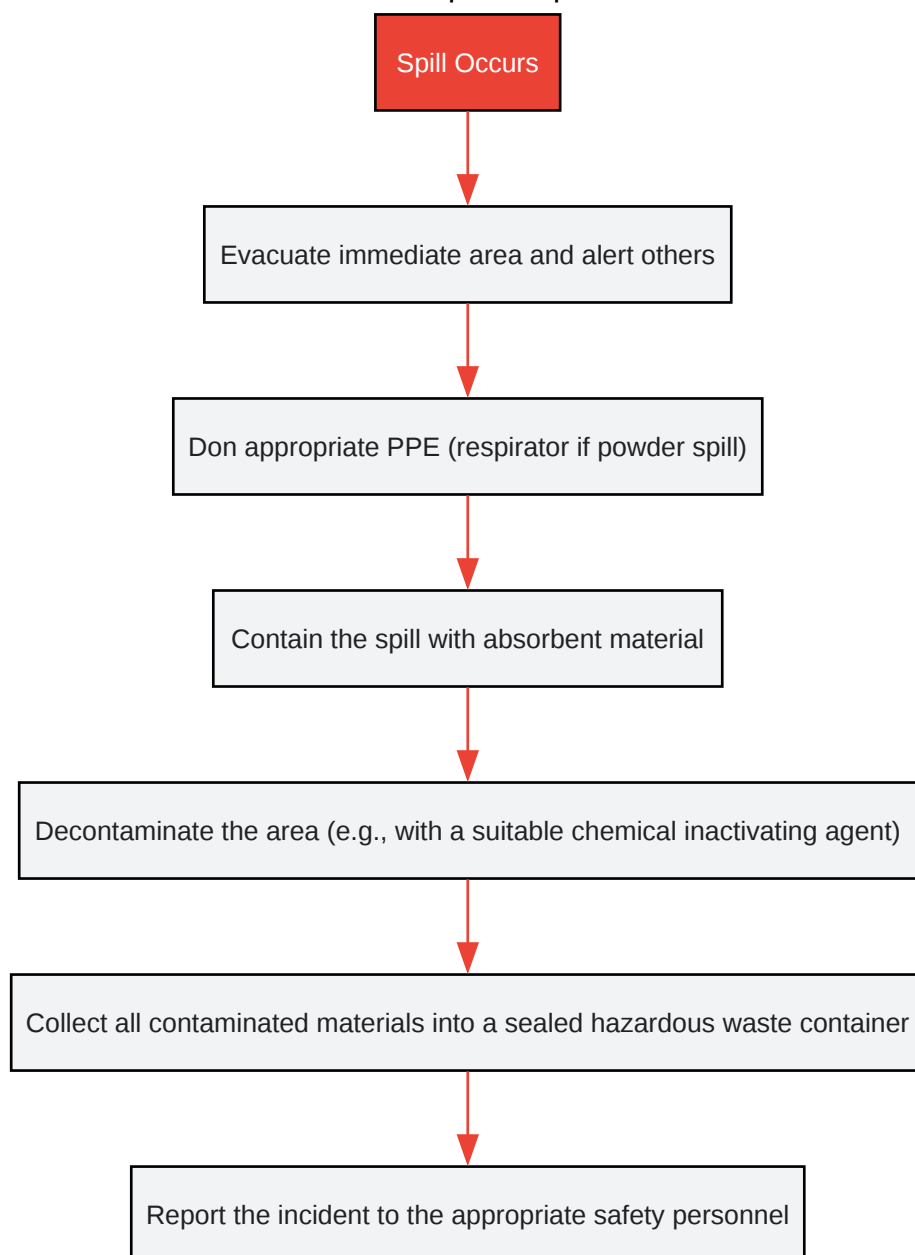 Spill Occurs
Evacuate immediate area and alert others
Don appropriate PPE (respirator if powder spill)
Contain the spill with absorbent material
Decontaminate the area (e.g., with a suitable chemical inactivating agent)
Collect all contaminated materials into a sealed hazardous waste container
Report the incident to the appropriate safety personnel